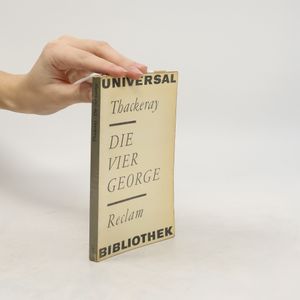 UNIVERSAL
Thackeray
DIE
VIER
GEORGE
Reclam
BIBLIOTHEK